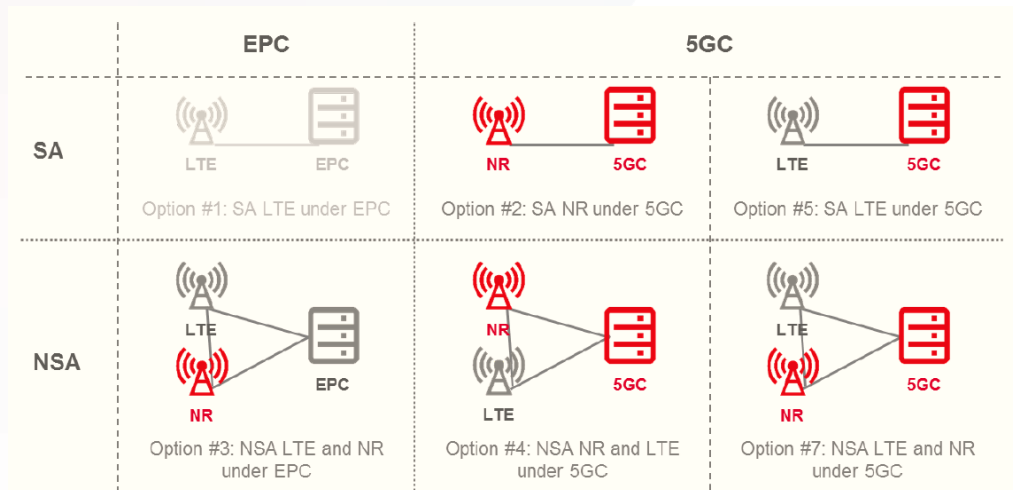 EPC
5GC
SA
LTE
EPC
Option #1: SA LTE under EPC
NR
5GC
Option #2: SA NR under 5GC
LTE
5GC
Option #5: SA LTE under 5GC
NSA
LTE
EPC
NR
Option #3: NSA LTE and NR
under EPC
NR
5GC
LTE
Option #4: NSA NR and LTE
under 5GC
LTE
5GC
NR
Option #7: NSA LTE and NR
under 5GC